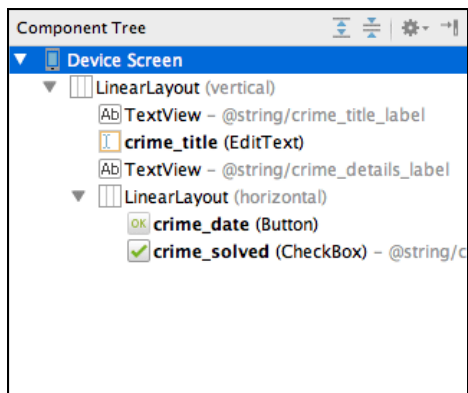 Component Tree
Device Screen
LinearLayout (vertical)
Ab TextView – @string/crime_title_label
crime_title (EditText)
Ab TextView – @string/crime_details_label
LinearLayout (horizontal)
OK crime_date (Button)
crime_solved (CheckBox) – @string/c